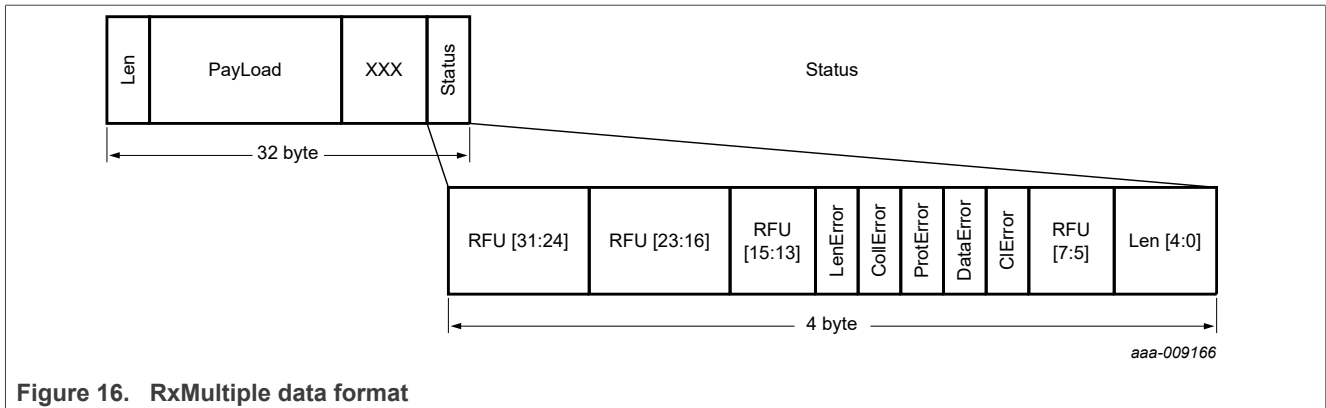 Len
PayLoad
XXX
Status
Status
32 byte
RFU [31:24]
RFU [23:16]
RFU
[15:13]
LenError
CollError
ProtError
DataError
ClError
RFU
[7:5]
Len [4:0]
4 byte
aaa-009166
Figure 16. RxMultiple data format